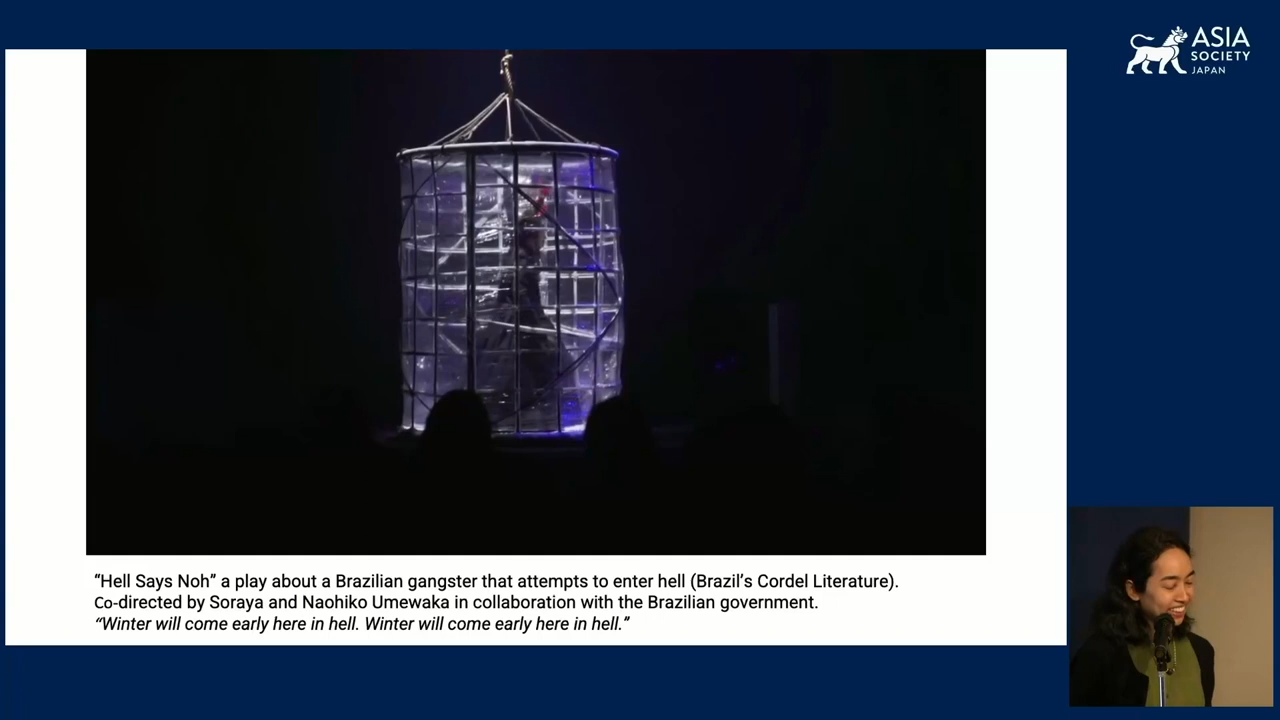 ASIA
SOCIETY
JAPAN
“Hell Says Noh” a play about a Brazilian gangster that attempts to enter hell (Brazil’s Cordel Literature).
Co-directed by Soraya and Naohiko Umewaka in collaboration with the Brazilian government.
“Winter will come early here in hell. Winter will come early here in hell.”